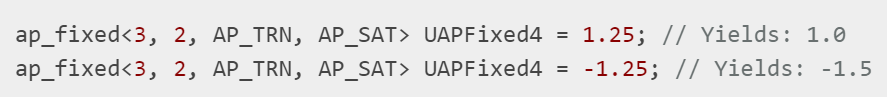 ap_fixed<3, 2, AP_TRN, AP_SAT> UAPFixed4 = 1.25; // Yields: 1.0
ap_fixed<3, 2, AP_TRN, AP_SAT> UAPFixed4 = -1.25; // Yields: -1.5